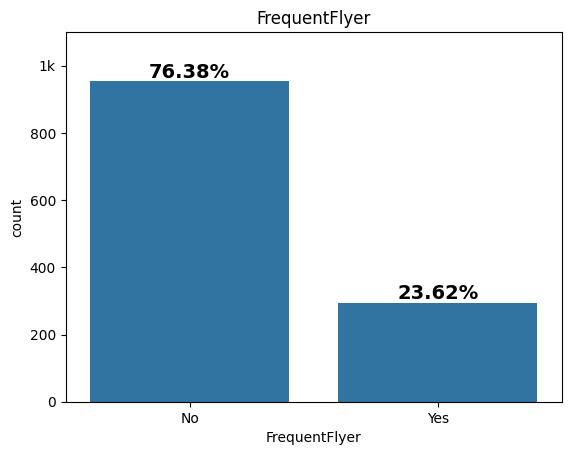 FrequentFlyer
76.38%
23.62%
1k
800
600
400
200
0
count
No
Yes
FrequentFlyer